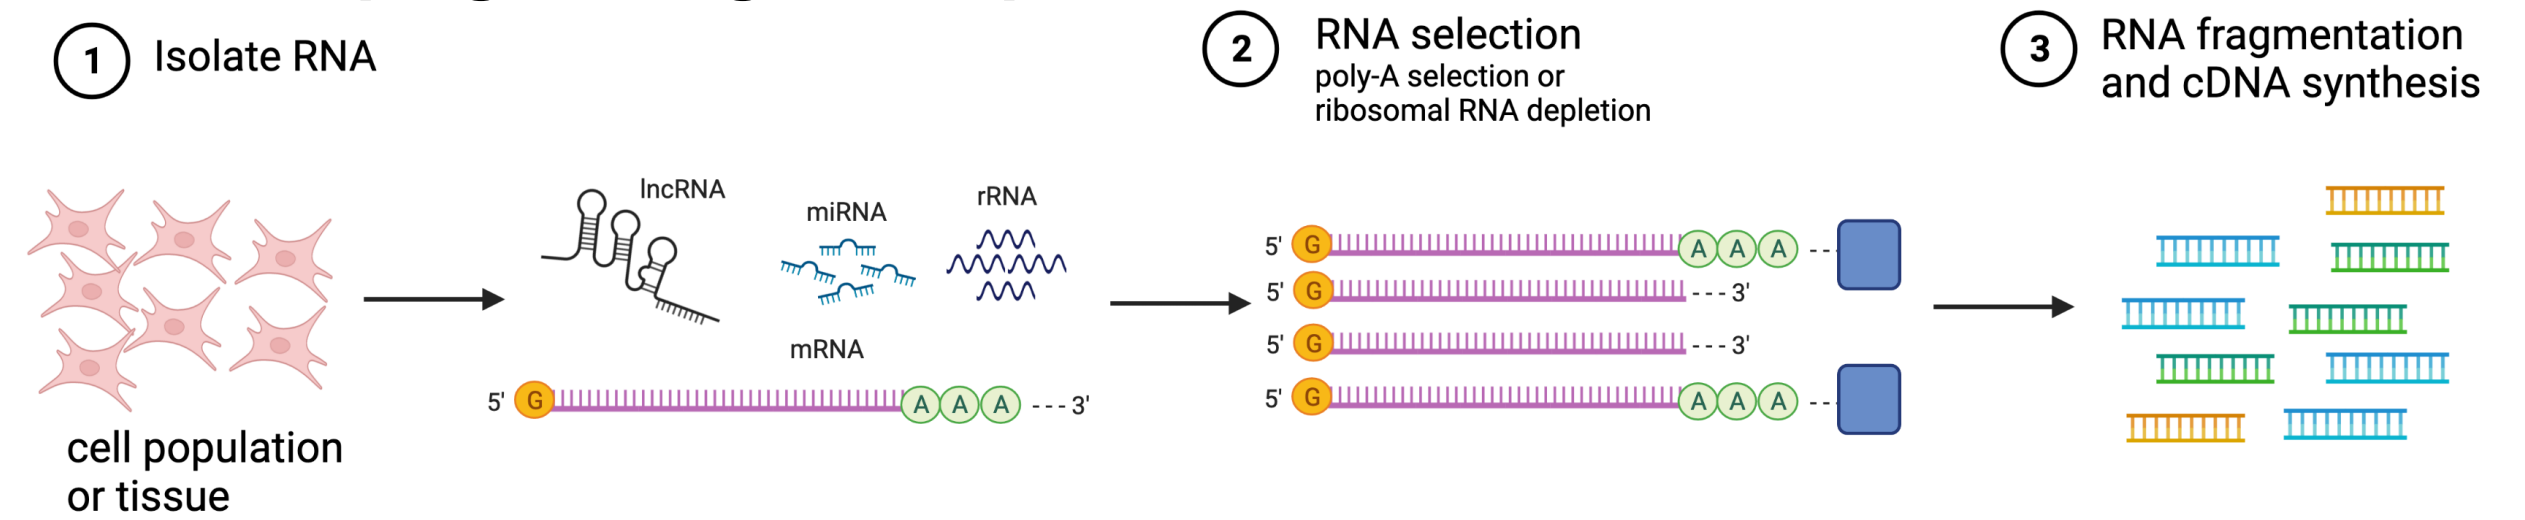 1
Isolate RNA
2
RNA selection
poly-A selection or
ribosomal RNA depletion
3
RNA fragmentation
and cDNA synthesis
lncRNA
miRNA
rRNA
mRNA
5' G A A A ---3'
cell population
or tissue
5' G A A A ---
5' G ---3'
5' G ---3'
5' G A A A ---